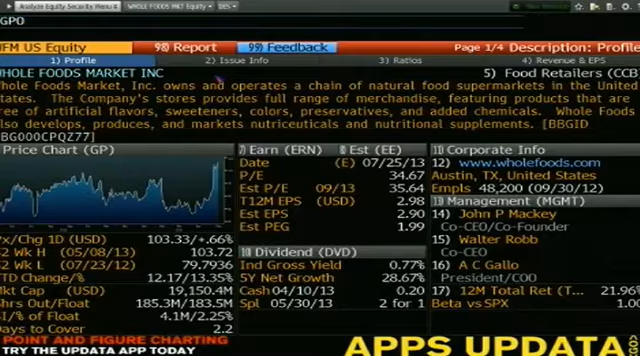 Analyze Equity Security Menu WHOLE FOODS MKT Equity DES
GPO
JFM US Equity 98) Report 99) Feedback Page 1/4 Description: Profile
1) Profile 2) Issue Info 3) Ratios 4) Revenue & EPS
WHOLE FOODS MARKET INC 5) Food Retailers (CCB
Whole Foods Market, Inc. owns and operates a chain of natural food supermarkets in the United
States. The Company's stores provides full range of merchandise, featuring products that are
free of artificial flavors, sweeteners, colors, preservatives, and added chemicals. Whole Foods
also develops, produces, and markets nutriceuticals and nutritional supplements. [BBGID
BBG000CPQZ77]
Price Chart (GP)
Px/Chg 1D (USD) 103.33/+.66%
52 Wk H (05/08/13) 103.72
52 Wk L (07/23/12) 79.7936
YTD Change/% 12.17/13.35%
Mkt Cap (USD) 19,150.4M
Shrs Out/Float 185.3M/183.5M
SI/% of Float 4.1M/2.25%
Days to Cover 2.2
7) Earn (ERN) 8) Est (EE)
Date (E) 07/25/13
P/E 34.67
Est P/E 09/13 35.64
T12M EPS (USD) 2.98
Est EPS 2.90
Est PEG 1.99
10) Dividend (DVD)
Ind Gross Yield 0.77%
5Y Net Growth 28.67%
Cash 04/10/13 0.20
Spl 05/30/13 2 for 1
11) Corporate Info
12) www.wholefoods.com
Austin, TX, United States
Empls 48,200 (09/30/12)
13) Management (MGMT)
14) John P Mackey
Co-CEO/Co-Founder
15) Walter Robb
Co-CEO
16) A C Gallo
President/COO
17) 12M Total Ret (T... 21.96%
Beta vs SPX 1.00
POINT AND FIGURE CHARTING
TRY THE UPDATA APP TODAY
APPS UPDATA